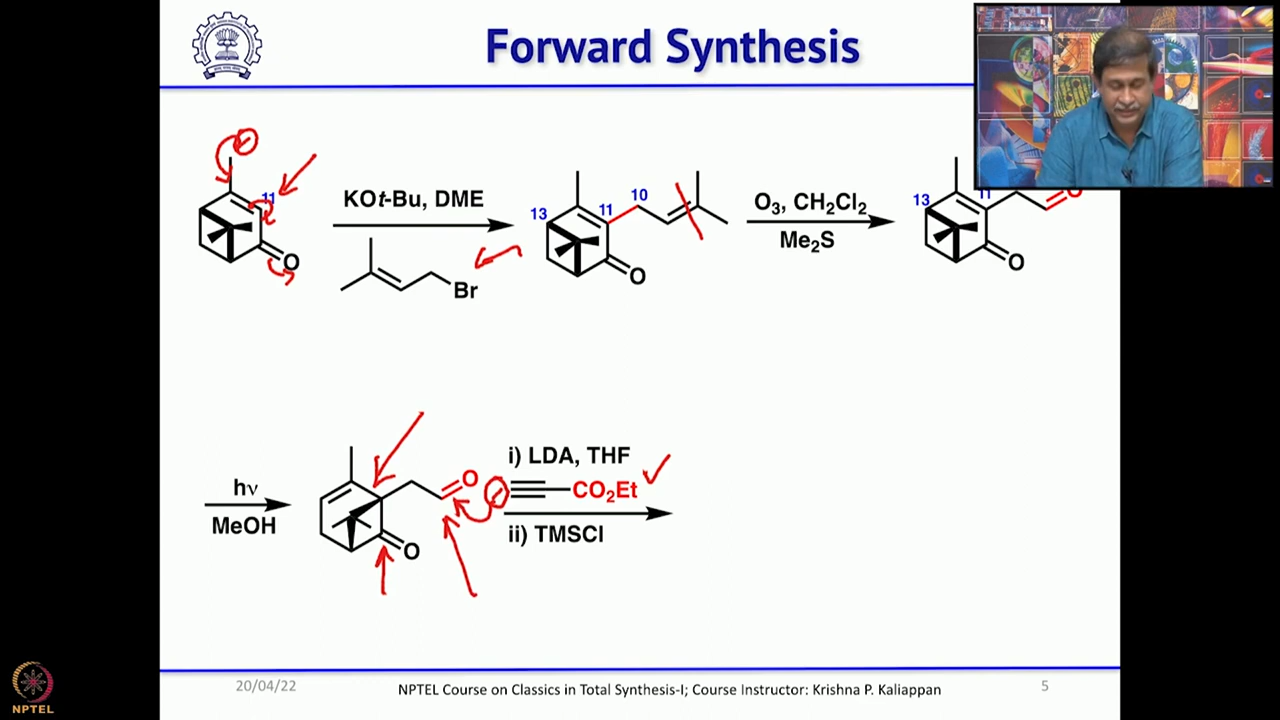 Forward Synthesis
11
O
KOt-Bu, DME
Br
13
11
10
O
O3, CH2Cl2
Me2S
13
11
O
O
hν
MeOH
O
O
i) LDA, THF
CO2Et
ii) TMSCl
20/04/22
NPTEL Course on Classics in Total Synthesis-I; Course Instructor: Krishna P. Kaliappan
5
NPTEL